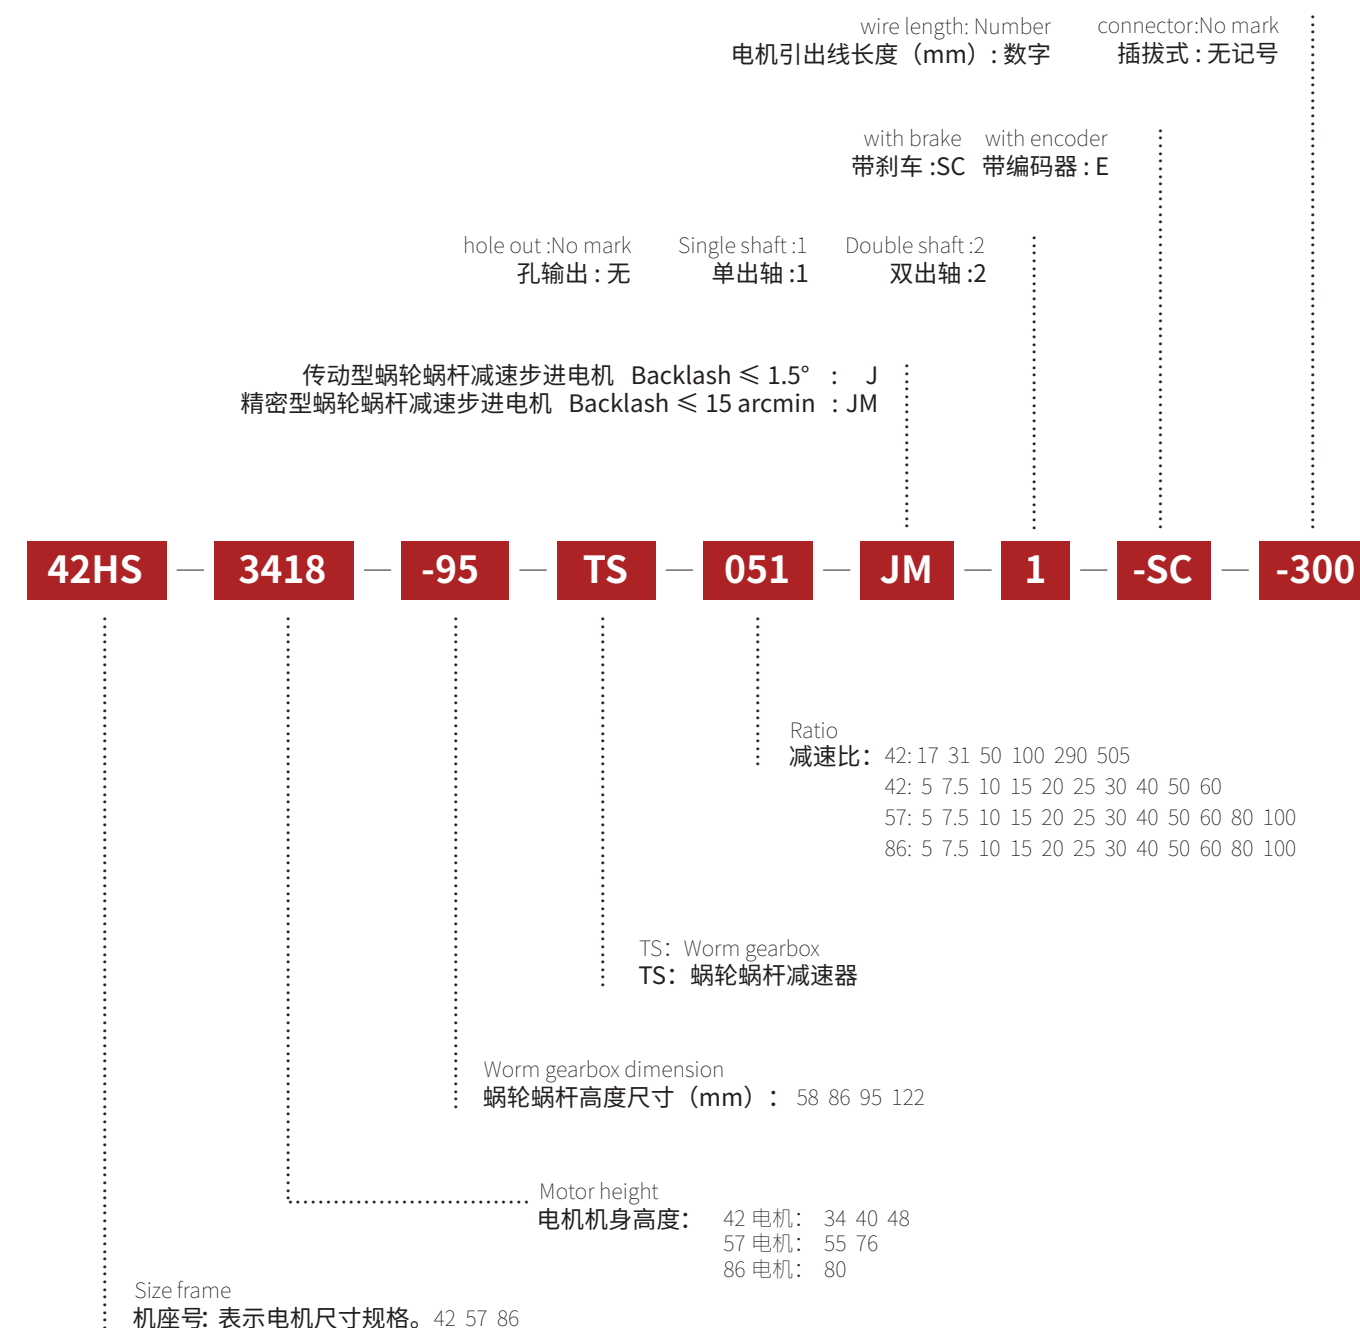 wire length: Number connector:No mark
电机引出线长度（mm）: 数字 插拔式 : 无记号
with brake with encoder
带刹车 :SC 带编码器 : E
hole out :No mark Single shaft :1 Double shaft :2
孔输出 : 无 单出轴 :1 双出轴 :2
传动型蜗轮蜗杆减速步进电机 Backlash ≤ 1.5° : J
精密型蜗轮蜗杆减速步进电机 Backlash ≤ 15 arcmin : JM
42HS — 3418 — -95 — TS — 051 — JM — 1 — -SC — -300
Ratio
减速比： 42: 17 31 50 100 290 505
42: 5 7.5 10 15 20 25 30 40 50 60
57: 5 7.5 10 15 20 25 30 40 50 60 80 100
86: 5 7.5 10 15 20 25 30 40 50 60 80 100
TS： Worm gearbox
TS： 蜗轮蜗杆减速器
Worm gearbox dimension
蜗轮蜗杆高度尺寸（mm）： 58 86 95 122
Motor height
电机机身高度： 42 电机： 34 40 48
57 电机： 55 76
86 电机： 80
Size frame
机座号: 表示电机尺寸规格。42 57 86